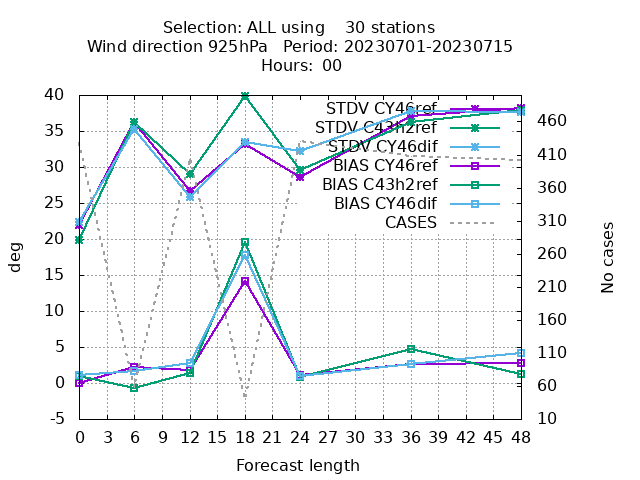 Selection: ALL using 30 stations
Wind direction 925hPa Period: 20230701-20230715
Hours: 00
STDV CY46ref
STDV C43h2ref
STDV CY46dif
BIAS CY46ref
BIAS C43h2ref
BIAS CY46dif
CASES
40
35
30
25
20
15
10
5
0
-5
deg
460
410
360
310
260
210
160
110
60
10
No cases
0 3 6 9 12 15 18 21 24 27 30 33 36 39 42 45 48
Forecast length